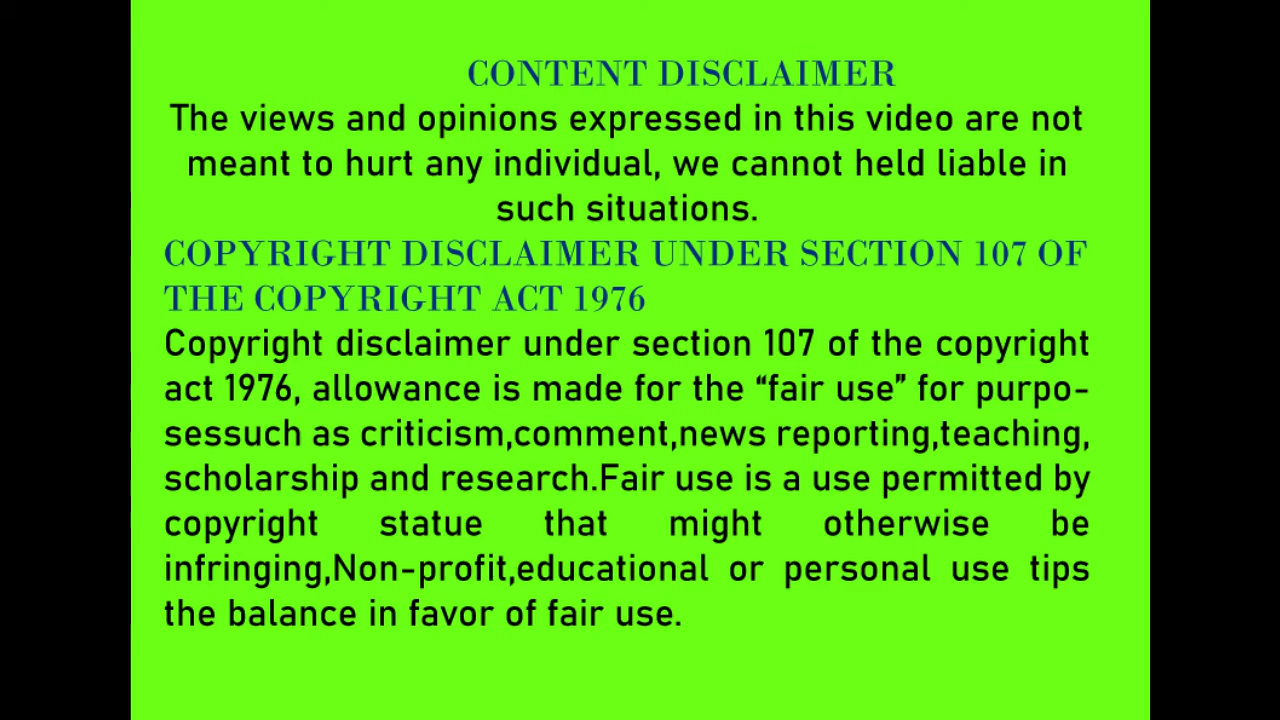 CONTENT DISCLAIMER
The views and opinions expressed in this video are not
meant to hurt any individual, we cannot held liable in
such situations.
COPYRIGHT DISCLAIMER UNDER SECTION 107 OF
THE COPYRIGHT ACT 1976
Copyright disclaimer under section 107 of the copyright
act 1976, allowance is made for the “fair use” for purpo-
sessuch as criticism,comment,news reporting,teaching,
scholarship and research.Fair use is a use permitted by
copyright statue that might otherwise be
infringing,Non-profit,educational or personal use tips
the balance in favor of fair use.